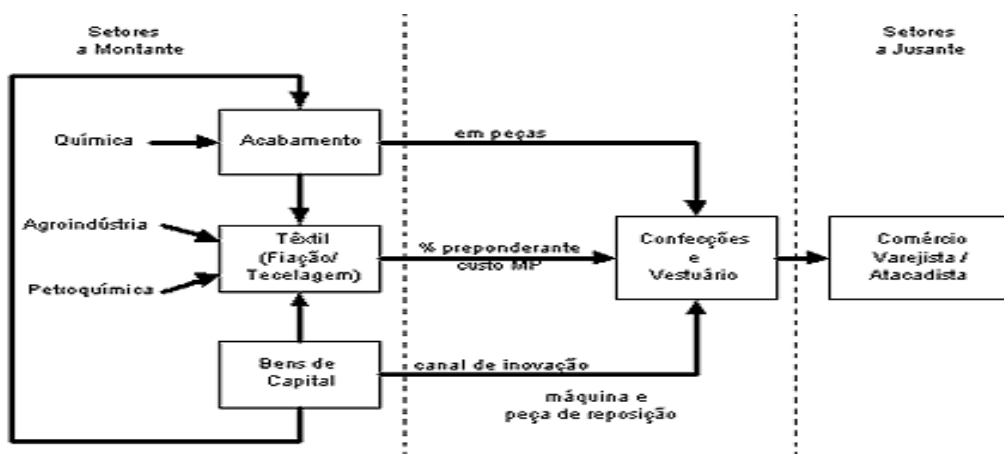 Setores
a Montante
Setores
a Jusante
Química
Acabamento
em peças
Agroindústria
Petroquímica
Têxtil
(Fiação/
Tecelagem)
% preponderante
custo MP
Confecções
e
Vestuário
Comércio
Varejista /
Atacadista
Bens de
Capital
canal de inovação
máquina e
peça de reposição